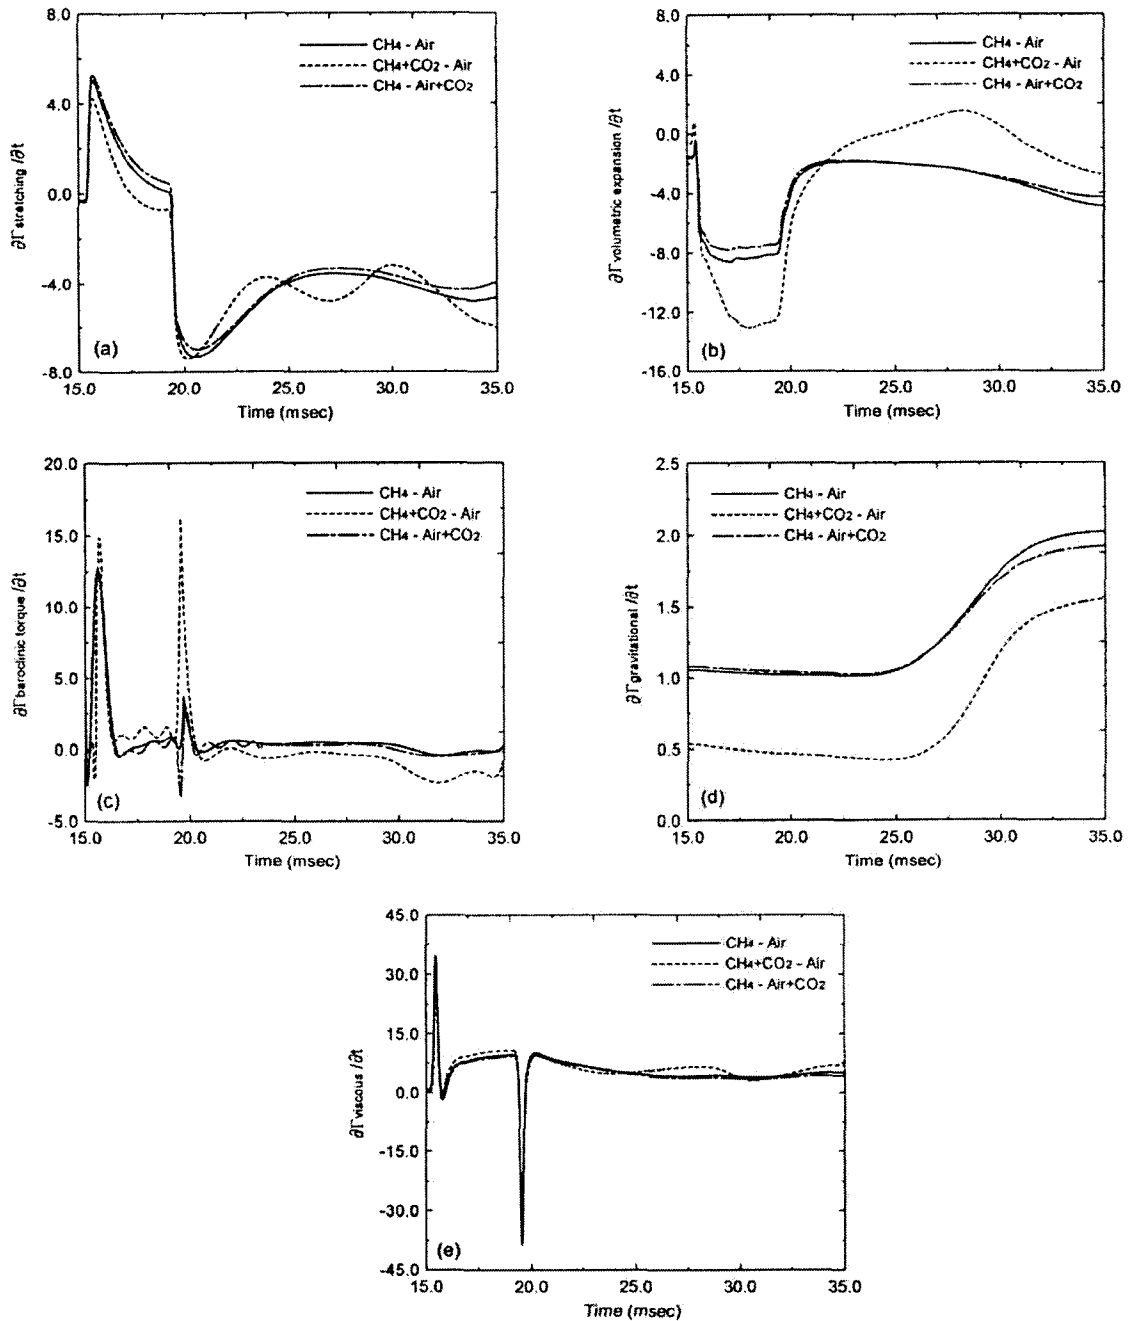 8.0
4.0
0.0
-4.0
-8.0
∂Γ stretching /∂t
CH4 - Air
CH4+CO2 - Air
CH4 - Air+CO2
(a)
15.0 20.0 25.0 30.0 35.0
Time (msec)
8.0
4.0
0.0
-4.0
-8.0
-12.0
-16.0
∂Γ volumetric expansion /∂t
CH4 - Air
CH4+CO2 - Air
CH4 - Air+CO2
(b)
15.0 20.0 25.0 30.0 35.0
Time (msec)
20.0
15.0
10.0
5.0
0.0
-5.0
∂Γ baroclinic torque /∂t
CH4 - Air
CH4+CO2 - Air
CH4 - Air+CO2
(c)
15.0 20.0 25.0 30.0 35.0
Time (msec)
2.5
2.0
1.5
1.0
0.5
0.0
∂Γ gravitational /∂t
CH4 - Air
CH4+CO2 - Air
CH4 - Air+CO2
(d)
15.0 20.0 25.0 30.0 35.0
Time (msec)
45.0
30.0
15.0
0.0
-15.0
-30.0
-45.0
∂Γ viscous /∂t
CH4 - Air
CH4+CO2 - Air
CH4 - Air+CO2
(e)
15.0 20.0 25.0 30.0 35.0
Time (msec)